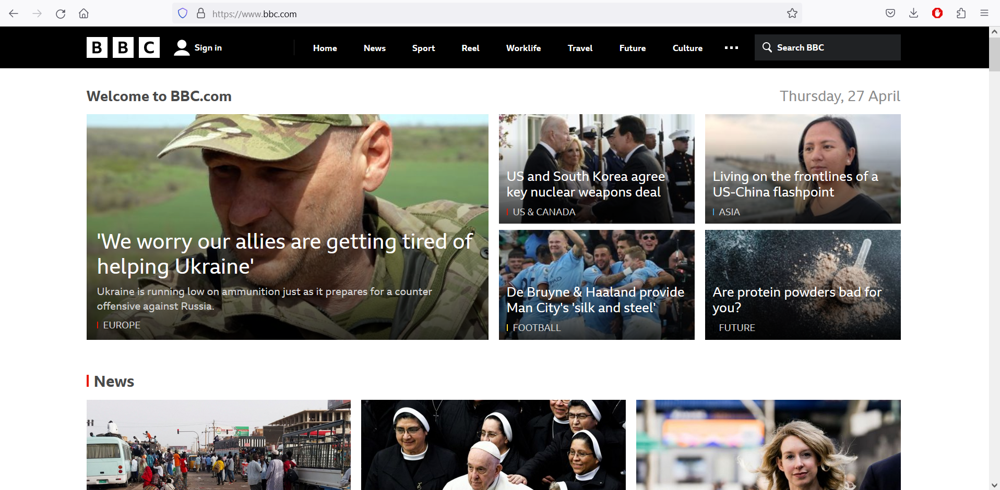 https://www.bbc.com
BBC
Sign in
Home
News
Sport
Reel
Worklife
Travel
Future
Culture
Search BBC
Welcome to BBC.com
Thursday, 27 April
'We worry our allies are getting tired of
helping Ukraine'
Ukraine is running low on ammunition just as it prepares for a counter
offensive against Russia.
EUROPE
US and South Korea agree
key nuclear weapons deal
US & CANADA
Living on the frontlines of a
US-China flashpoint
ASIA
De Bruyne & Haaland provide
Man City's 'silk and steel'
FOOTBALL
Are protein powders bad for
you?
FUTURE
News